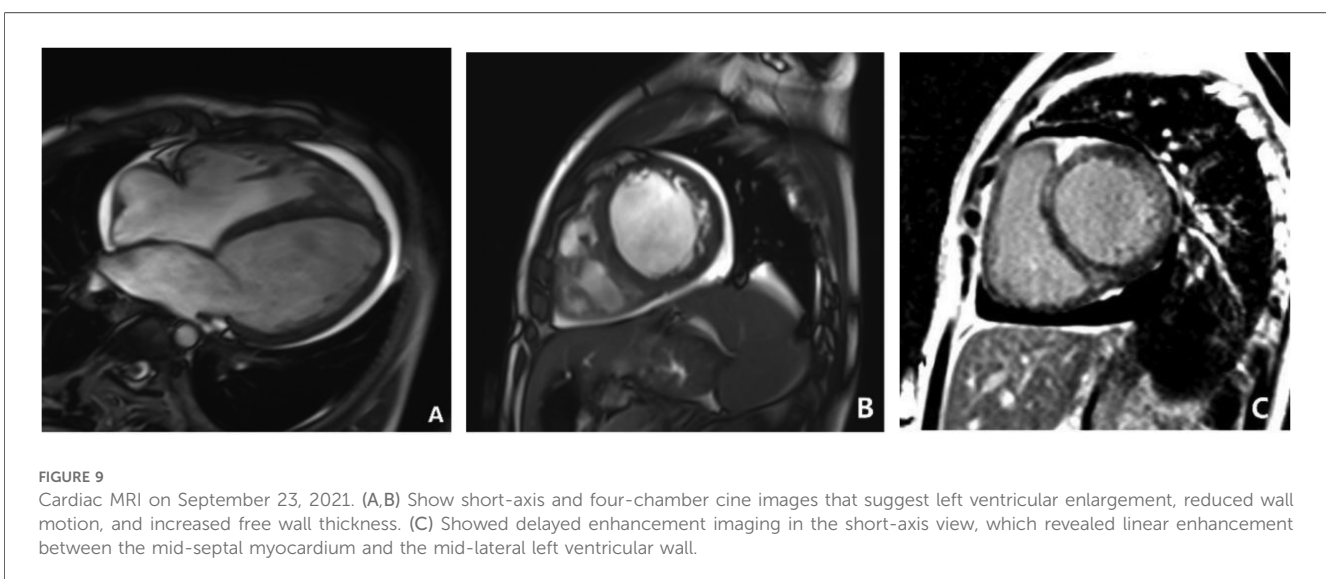 A
B
C
FIGURE 9
Cardiac MRI on September 23, 2021. (A,B) Show short-axis and four-chamber cine images that suggest left ventricular enlargement, reduced wall
motion, and increased free wall thickness. (C) Showed delayed enhancement imaging in the short-axis view, which revealed linear enhancement
between the mid-septal myocardium and the mid-lateral left ventricular wall.